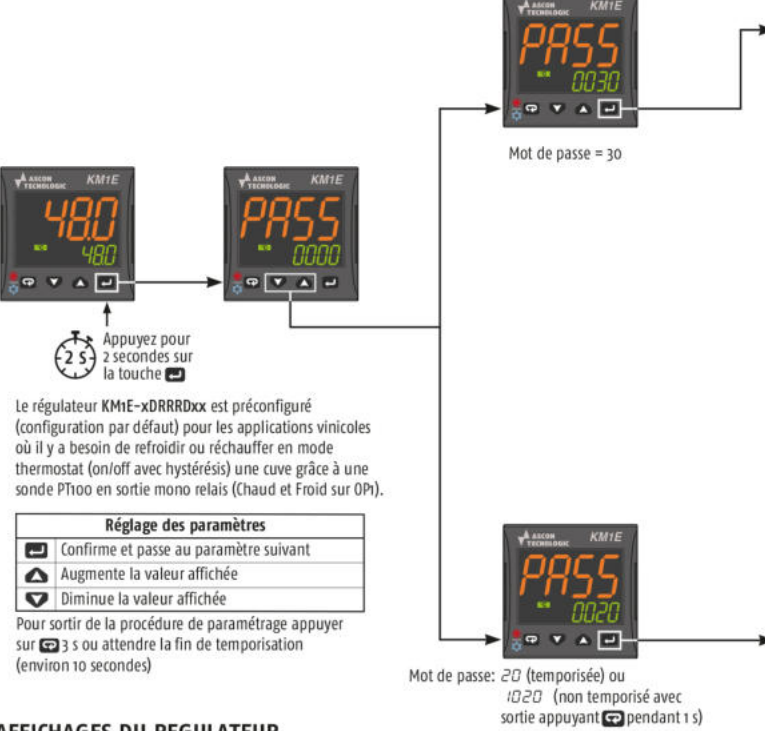 ASCON TECNOLOGIC KM1E
PASS
0030
Mot de passe = 30
ASCON TECNOLOGIC KM1E
48.0
48.0
ASCON TECNOLOGIC KM1E
PASS
0000
2 S
Appuyez pour
2 secondes sur
la touche
Le régulateur KM1E-xDRRRDxx est préconfiguré
(configuration par défaut) pour les applications vinicoles
où il y a besoin de refroidir ou réchauffer en mode
thermostat (on/off avec hystérésis) une cuve grâce à une
sonde PT100 en sortie mono relais (Chaud et Froid sur OP1).
Réglage des paramètres
Confirme et passe au paramètre suivant
Augmente la valeur affichée
Diminue la valeur affichée
Pour sortir de la procédure de paramétrage appuyer
sur 3 s ou attendre la fin de temporisation
(environ 10 secondes)
ASCON TECNOLOGIC KM1E
PASS
0020
Mot de passe: 20 (temporisée) ou
1020 (non temporisé avec
sortie appuyant pendant 1 s)
AFFICHAGES DU REGULATEUR